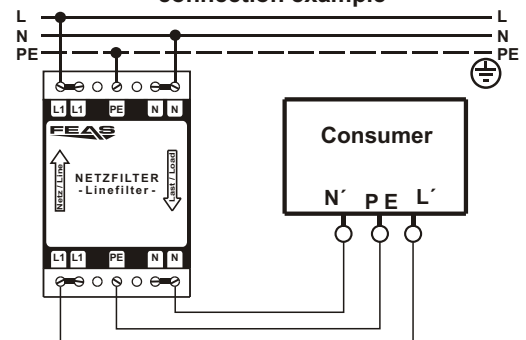 connection example
L L
N N
PE PE
L1 L1 PE N N
FEAS
Netz / Line
NETZFILTER
-Linefilter-
Last / Load
L1 L1 PE N N
Consumer
N´ PE L´